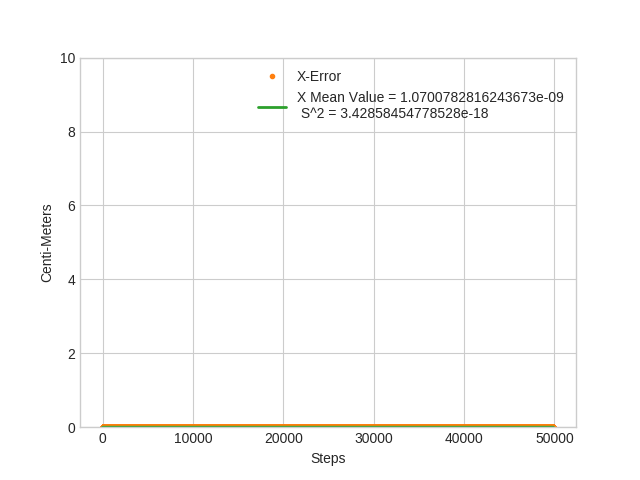 10
8
6
4
2
0
Centi-Meters
X-Error
X Mean Value = 1.0700782816243673e-09
S^2 = 3.42858454778528e-18
0 10000 20000 30000 40000 50000
Steps